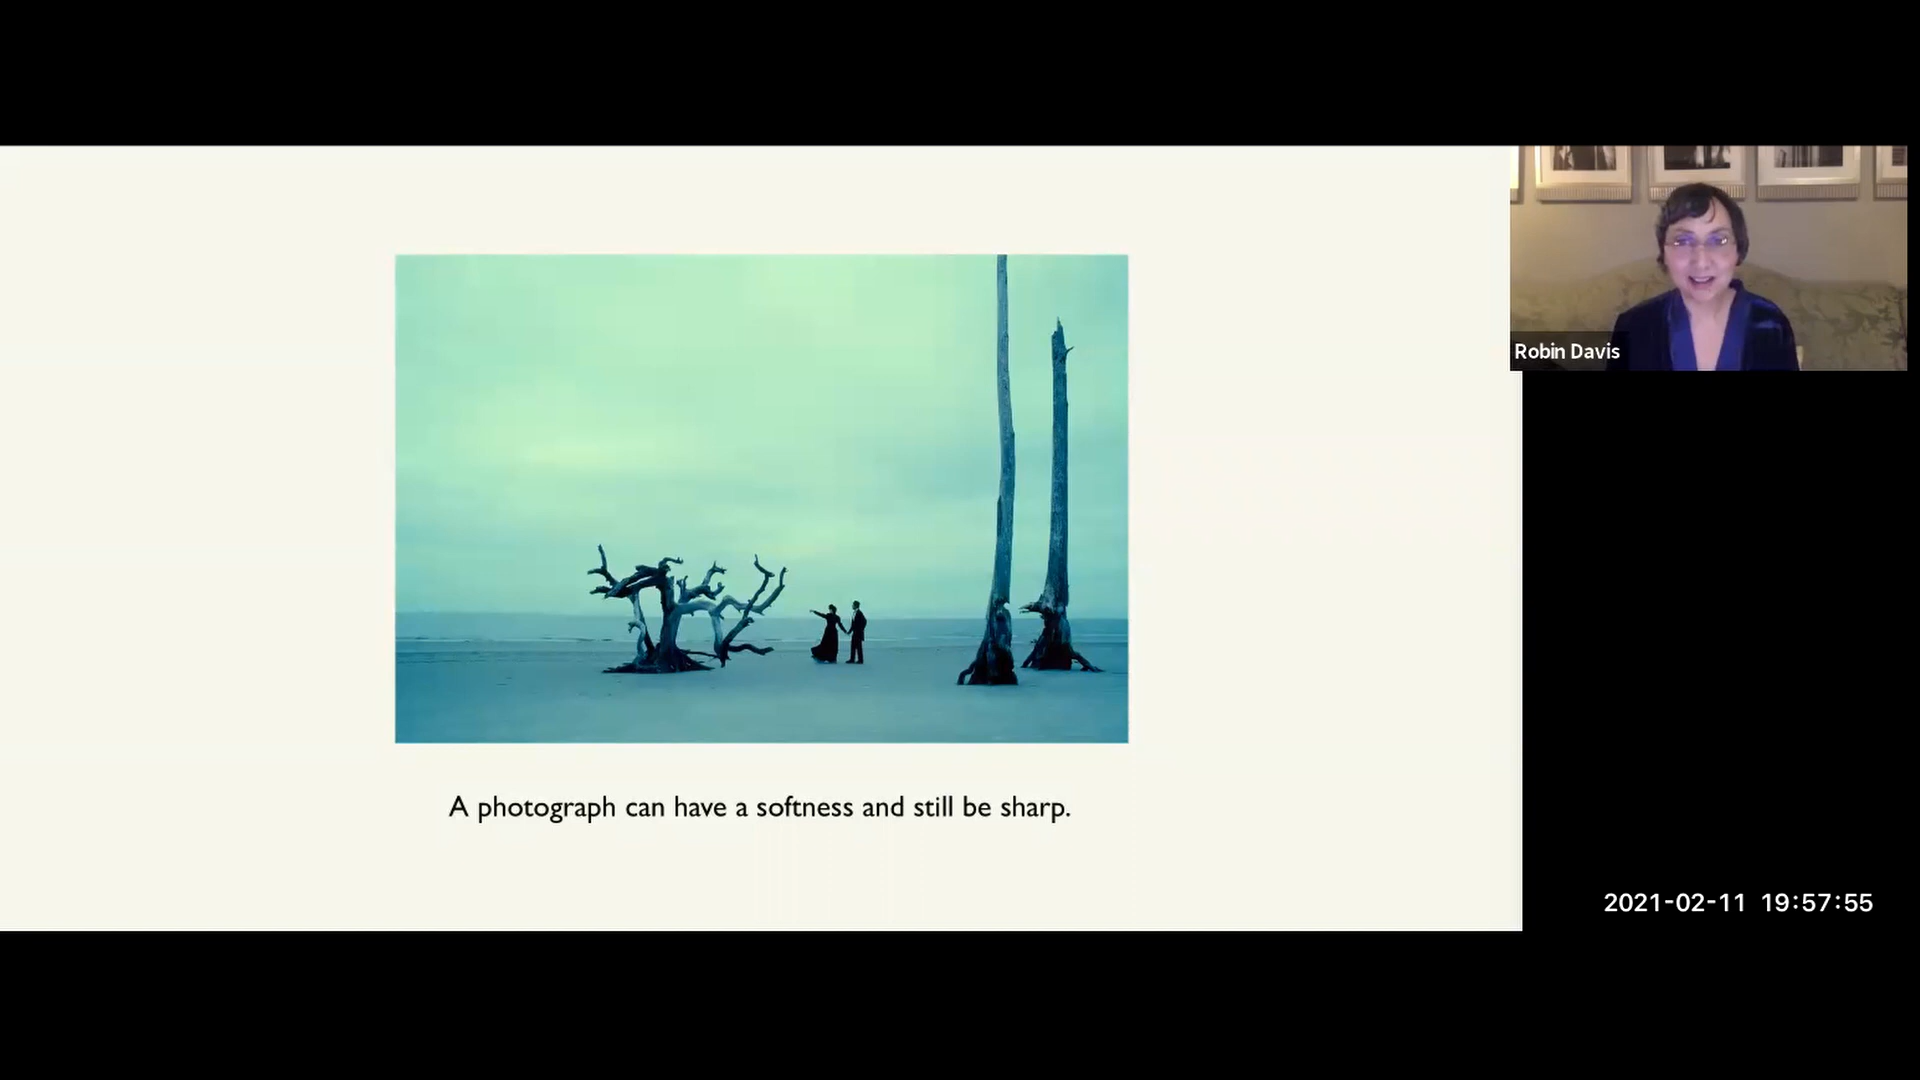 Robin Davis
A photograph can have a softness and still be sharp.
2021-02-11 19:57:55